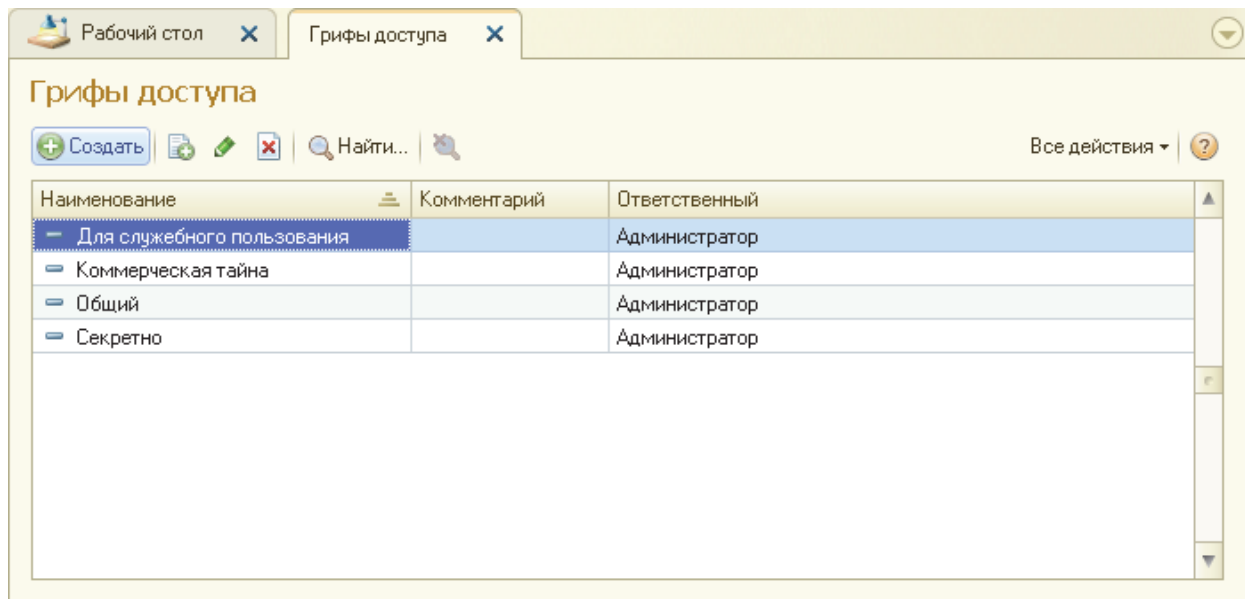 Рабочий стол Грифы доступа
Грифы доступа
Создать Найти... Все действия
Наименование Комментарий Ответственный
Для служебного пользования Администратор
Коммерческая тайна Администратор
Общий Администратор
Секретно Администратор